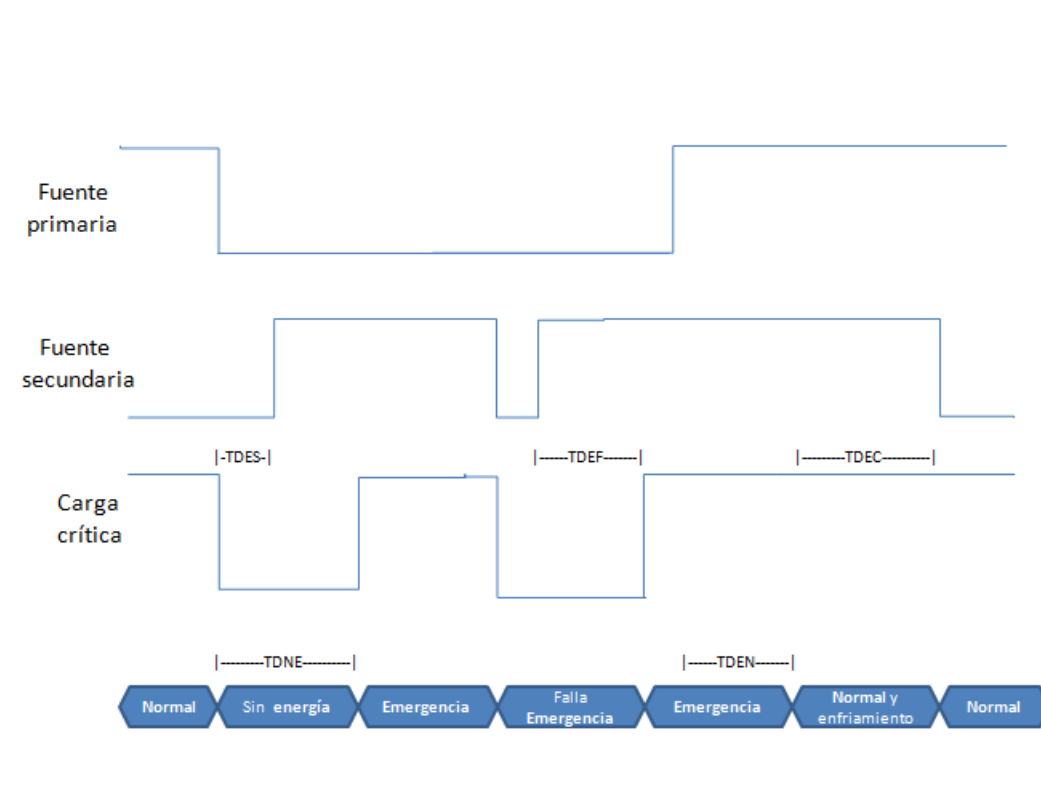 Fuente
primaria
Fuente
secundaria
|-TDES-|
|------TDEF-------|
|---------TDEC----------|
Carga
crítica
|---------TDNE----------|
|------TDEN-------|
Normal
Sin energía
Emergencia
Falla
Emergencia
Emergencia
Normal y
enfriamiento
Normal